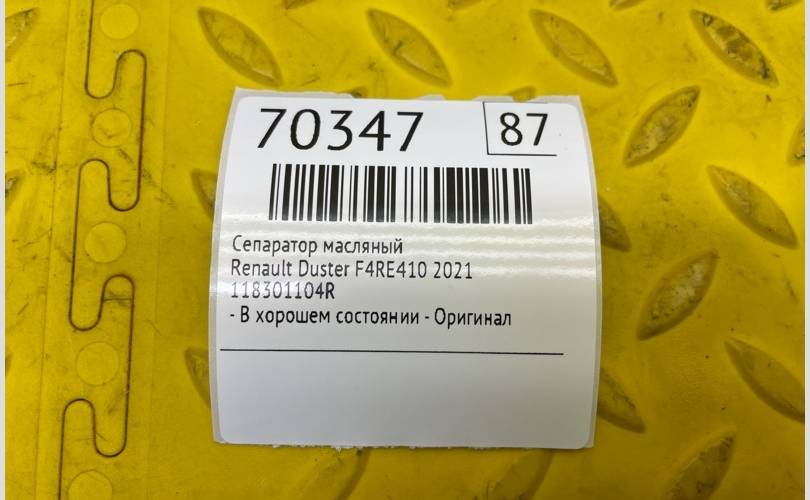 70347
87
Сепаратор масляный
Renault Duster F4RE410 2021
118301104R
- В хорошем состоянии - Оригинал